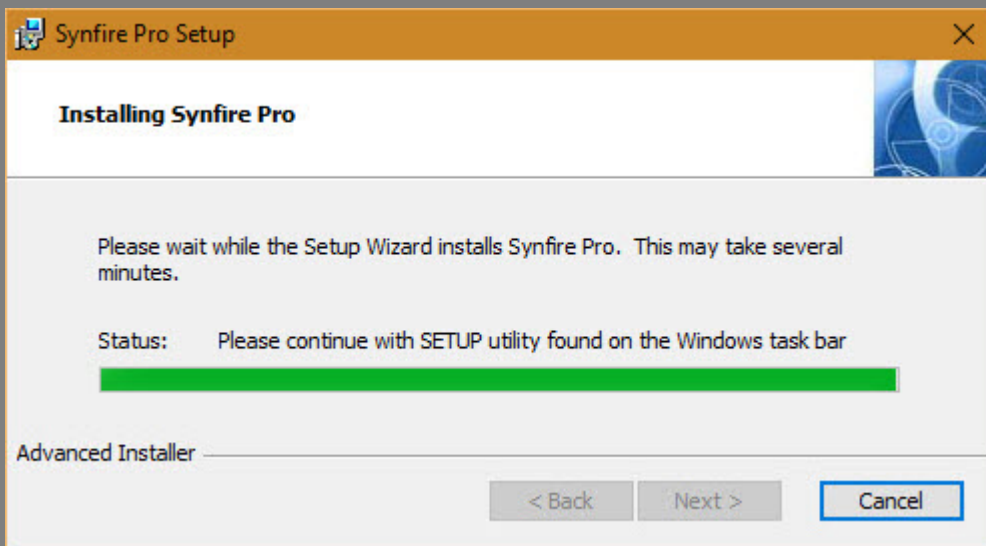 Synfire Pro Setup
Installing Synfire Pro
Please wait while the Setup Wizard installs Synfire Pro.  This may take several
minutes.
Status: Please continue with SETUP utility found on the Windows task bar
Advanced Installer
< Back Next > Cancel